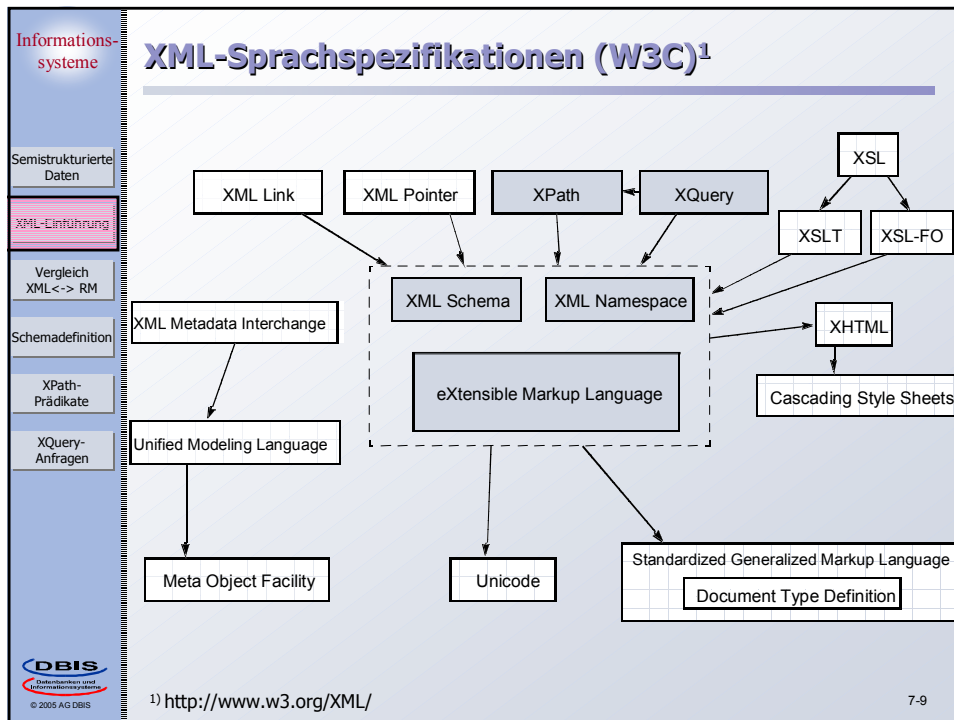 Informations-
systeme
XML-Sprachspezifikationen (W3C)¹
Semistrukturierte
Daten
XML-Einführung
Vergleich
XML<-> RM
Schemadefinition
XPath-
Prädikate
XQuery-
Anfragen
XSL
XML Link
XML Pointer
XPath
XQuery
XSLT
XSL-FO
XML Schema
XML Namespace
XML Metadata Interchange
XHTML
eXtensible Markup Language
Cascading Style Sheets
Unified Modeling Language
Meta Object Facility
Unicode
Standardized Generalized Markup Language
Document Type Definition
DBIS
Datenbanken und
Informationssysteme
© 2005 AG DBIS
1) http://www.w3.org/XML/
7-9